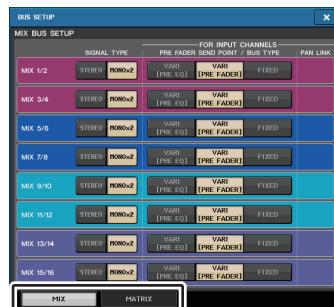 BUS SETUP ×
MIX BUS SETUP
FOR INPUT CHANNELS
SIGNAL TYPE PRE FADER SEND POINT / BUS TYPE PAN LINK
MIX 1/2 STEREO MONOx2 VARI [PRE EQ] VARI [PRE FADER] FIXED
MIX 3/4 STEREO MONOx2 VARI [PRE EQ] VARI [PRE FADER] FIXED
MIX 5/6 STEREO MONOx2 VARI [PRE EQ] VARI [PRE FADER] FIXED
MIX 7/8 STEREO MONOx2 VARI [PRE EQ] VARI [PRE FADER] FIXED
MIX 9/10 STEREO MONOx2 VARI [PRE EQ] VARI [PRE FADER] FIXED
MIX 11/12 STEREO MONOx2 VARI [PRE EQ] VARI [PRE FADER] FIXED
MIX 13/14 STEREO MONOx2 VARI [PRE EQ] VARI [PRE FADER] FIXED
MIX 15/16 STEREO MONOx2 VARI [PRE EQ] VARI [PRE FADER] FIXED
MIX MATRIX